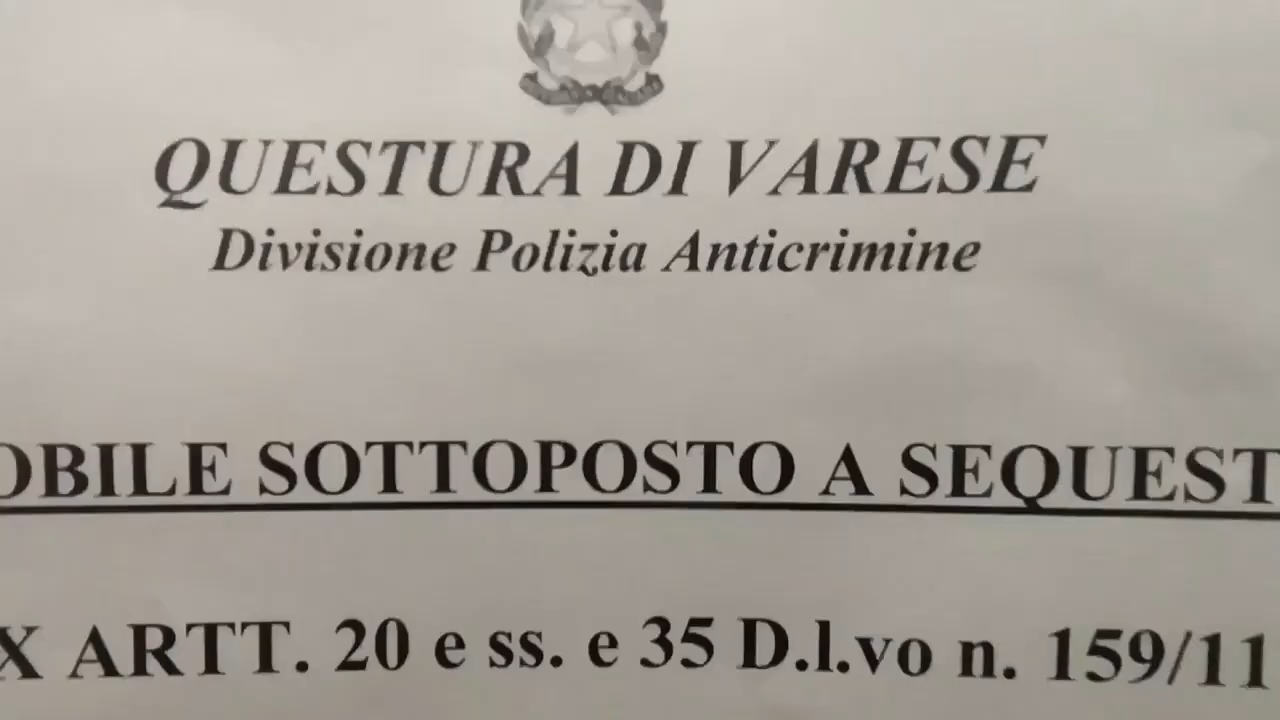 QUESTURA DI VARESE
Divisione Polizia Anticrimine
OBILE SOTTOPOSTO A SEQUEST
X ARTT. 20 e ss. e 35 D.l.vo n. 159/11